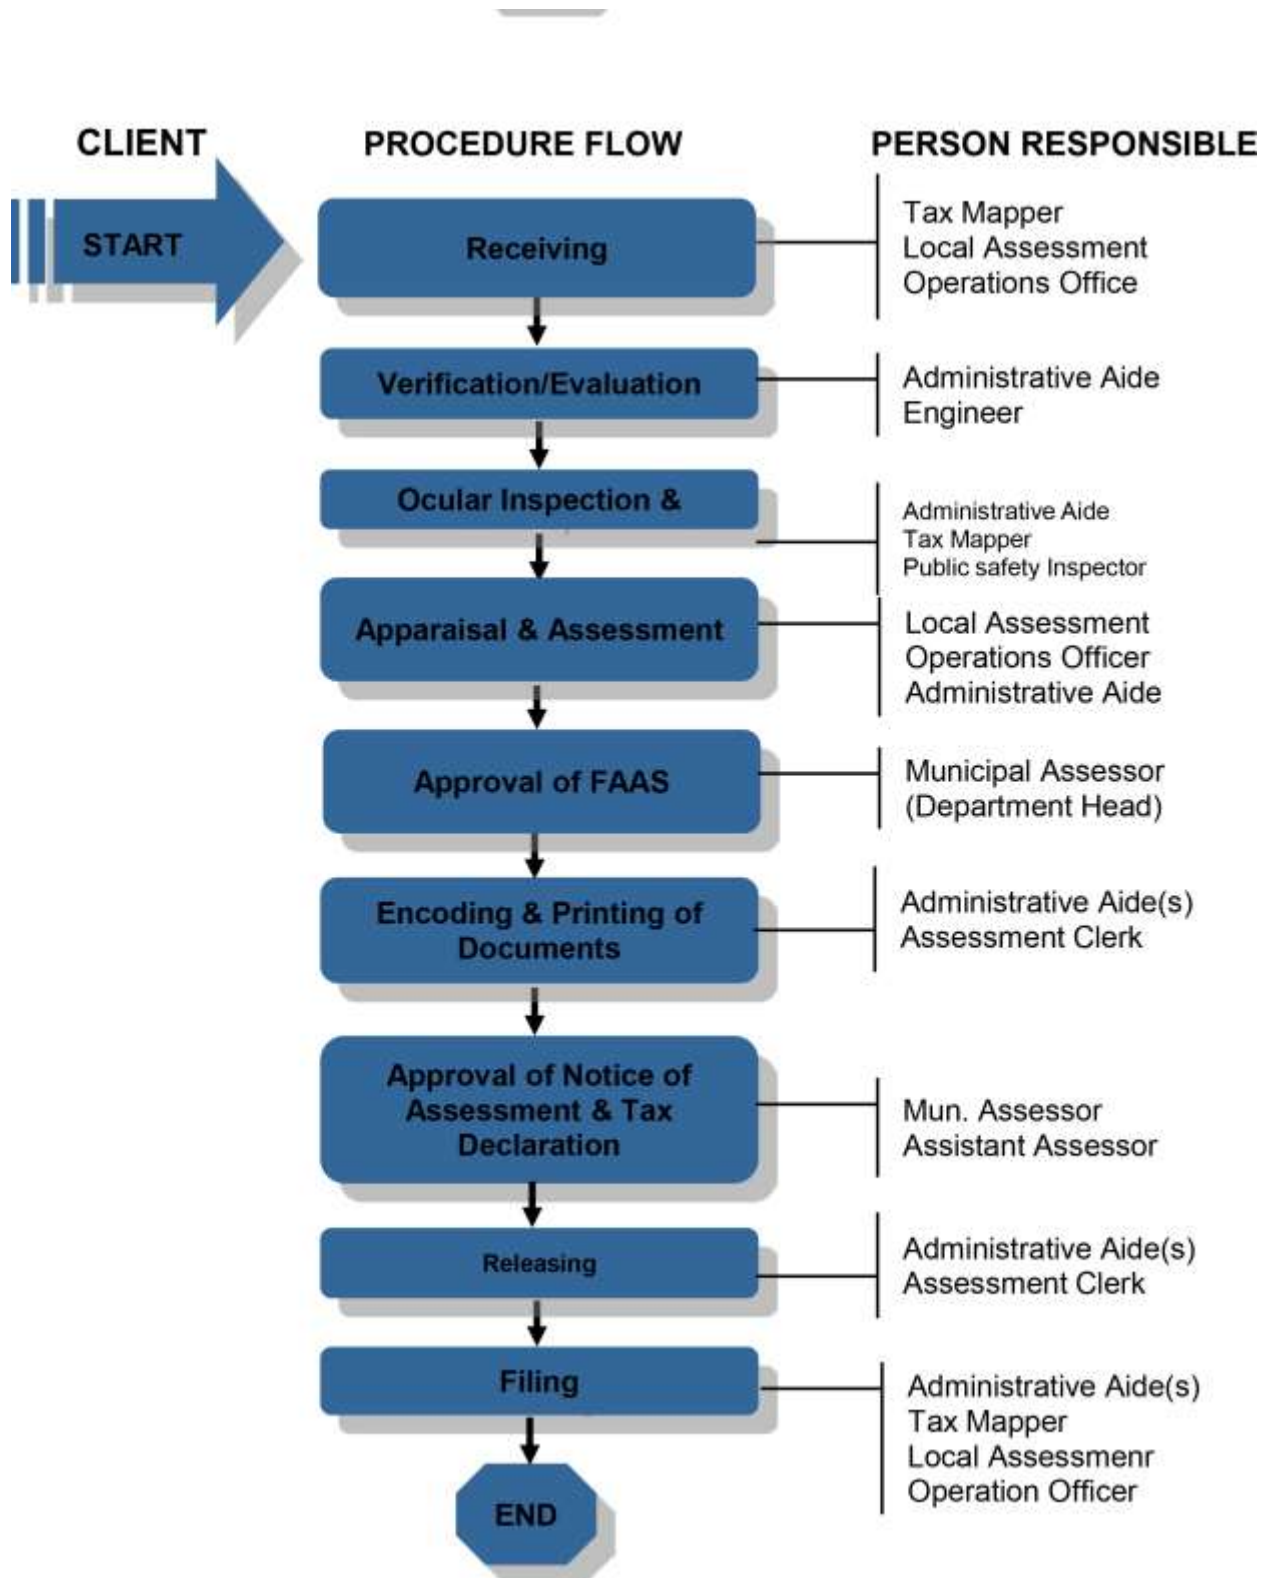 CLIENT
PROCEDURE FLOW
PERSON RESPONSIBLE
START
Receiving
Tax Mapper
Local Assessment
Operations Office
Verification/Evaluation
Administrative Aide
Engineer
Ocular Inspection &
Administrative Aide
Tax Mapper
Public safety Inspector
Apparaisal & Assessment
Local Assessment
Operations Officer
Administrative Aide
Approval of FAAS
Municipal Assessor
(Department Head)
Encoding & Printing of
Documents
Administrative Aide(s)
Assessment Clerk
Approval of Notice of
Assessment & Tax
Declaration
Mun. Assessor
Assistant Assessor
Releasing
Administrative Aide(s)
Assessment Clerk
Filing
Administrative Aide(s)
Tax Mapper
Local Assessmenr
Operation Officer
END